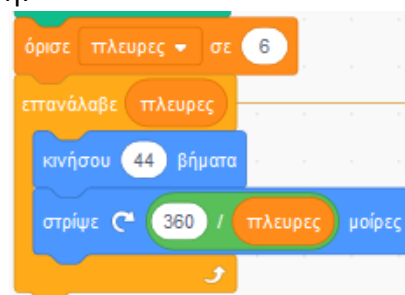 όρισε πλευρες σε 6
επανάλαβε πλευρες
κινήσου 44 βήματα
στρίψε 360 / πλευρες μοίρες